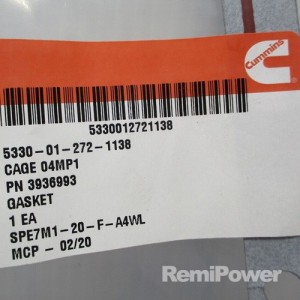 Cummins
5330012721138
5330-01-272-1138
CAGE 04MP1
PN 3936993
GASKET
1 EA
SPE7M1-20-F-A4WL
MCP - 02/20
RemiPower